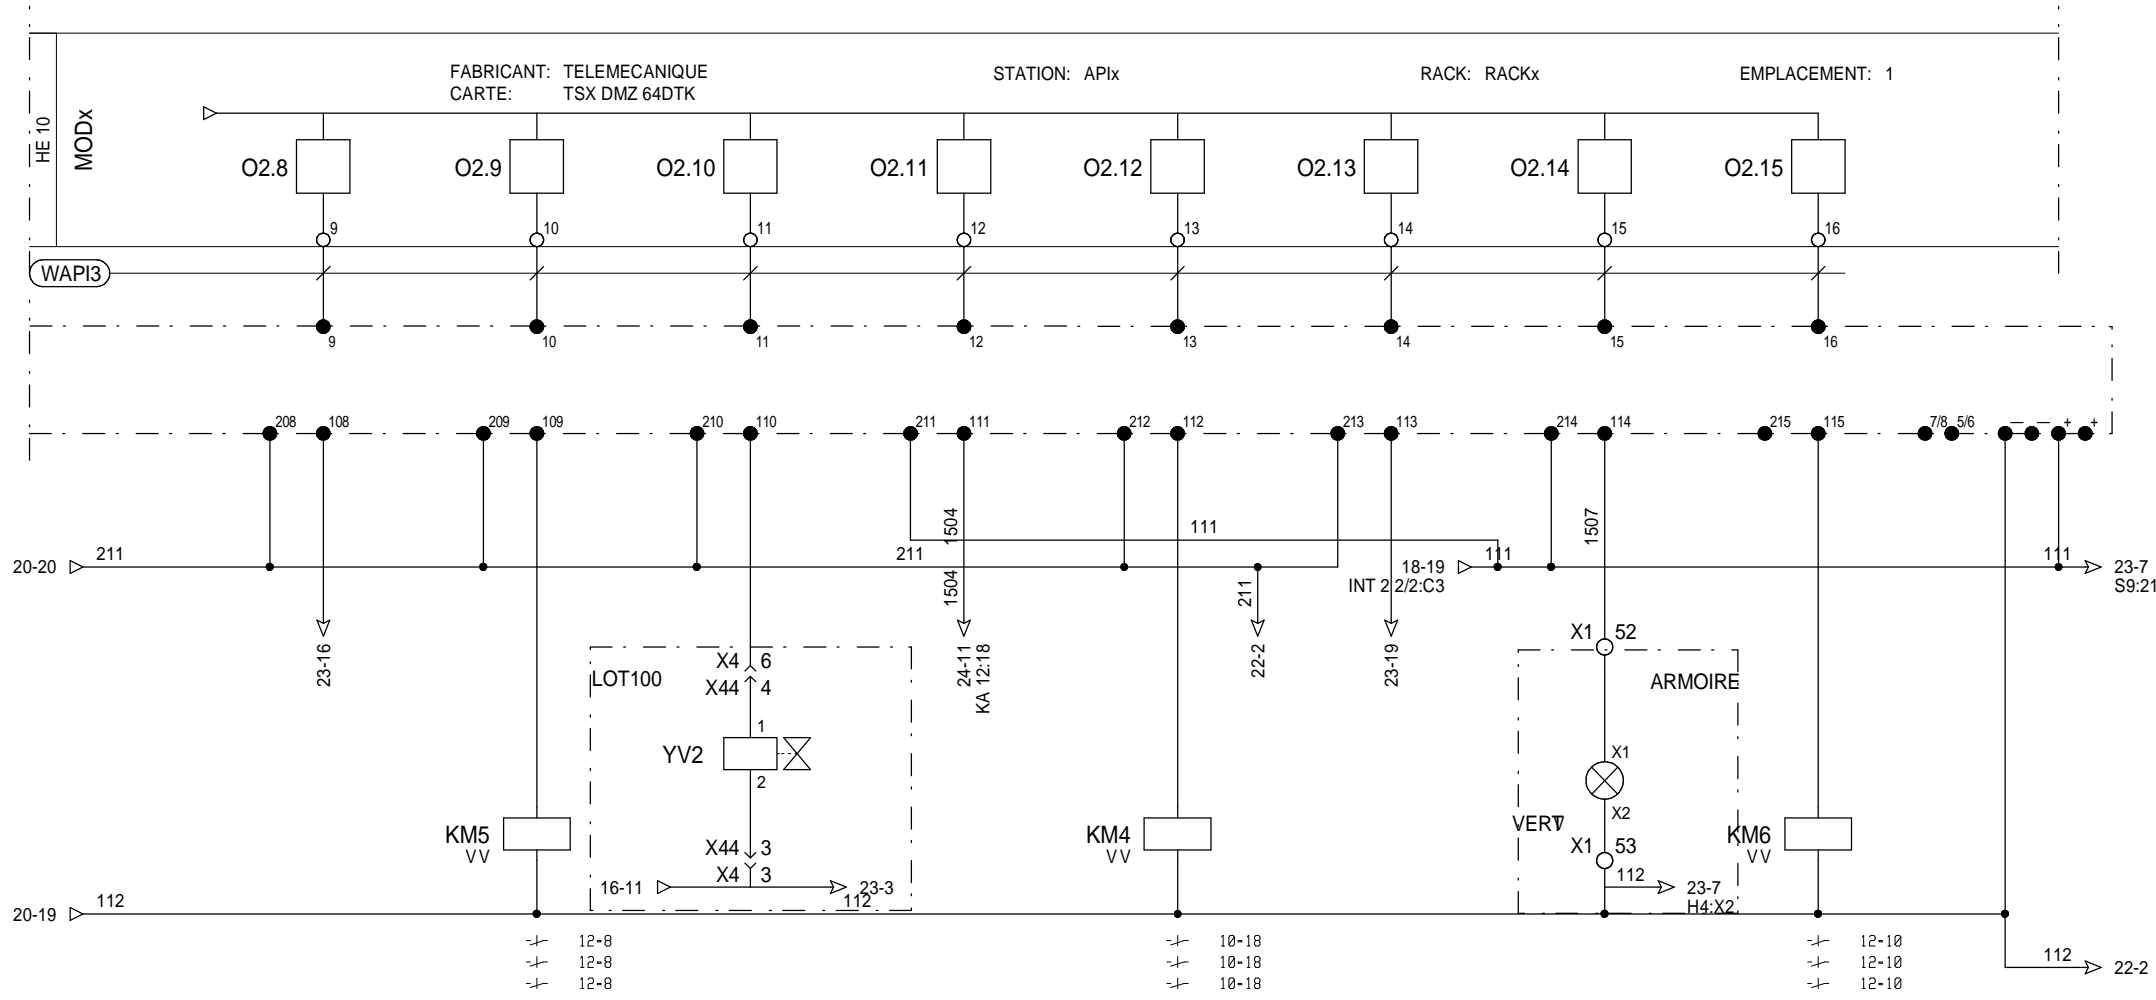 FABRICANT: TELEMECANIQUE
CARTE: TSX DMZ 64DTK
STATION: APIx
RACK: RACKx
EMPLACEMENT: 1
HE 10
MODx
O2.8
O2.9
O2.10
O2.11
O2.12
O2.13
O2.14
O2.15
9
10
11
12
13
14
15
16
WAPI3
9
10
11
12
13
14
15
16
208
108
209
109
210
110
211
111
212
112
213
113
214
114
215
115
7/8
5/6
— — + +
1504
111
1507
20-20
211
211
18-19
111
111
23-7
INT 2 2/2:C3
S9:21
1504
211
23-16
24-11
KA 12:18
22-2
23-19
LOT100
X4 6
X44 4
1
YV2
2
X44 3
X4 3
16-11
23-3
112
X1 52
ARMOIRE
X1
X2
VERT
X1 53
112
23-7
H4:X2
KM5
VV
KM4
VV
KM6
VV
20-19
112
12-8
12-8
12-8
10-18
10-18
10-18
12-10
12-10
12-10
112
22-2